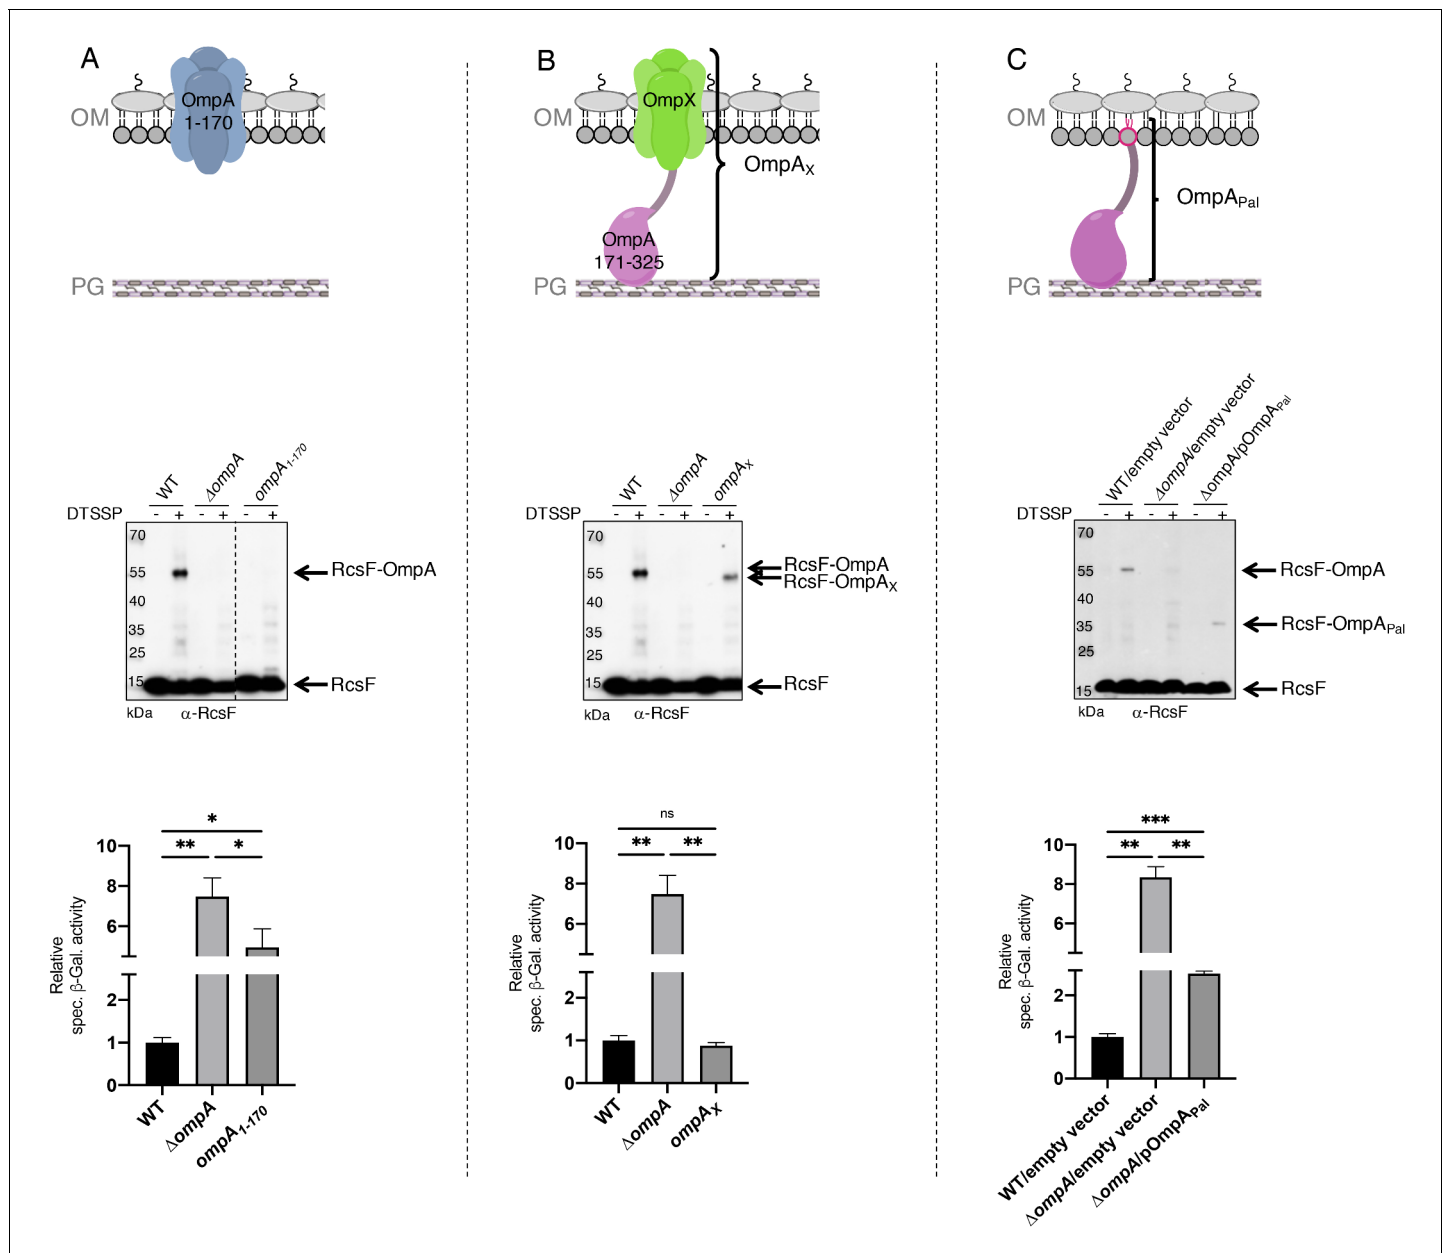 A
OM
OmpA
1-170
PG
WT
ΔompA
ompA1-170
DTSSP - + - + - +
70
55
40
35
25
15
RcsF-OmpA
RcsF
kDa
α-RcsF
* 
** *
Relative
spec. β-Gal. activity
10
8
6
2
1
0
WT
ΔompA
ompA1-170
B
OM
OmpX
OmpAX
OmpA
171-325
PG
WT
ΔompA
ompAX
DTSSP - + - + - +
70
55
40
35
25
15
RcsF-OmpA
RcsF-OmpAX
RcsF
kDa
α-RcsF
ns
** **
Relative
spec. β-Gal. activity
10
8
6
2
1
0
WT
ΔompA
ompAX
C
OM
OmpAPal
PG
WT/empty vector
ΔompA/empty vector
ΔompA/pOmpAPal
DTSSP - + - + - +
70
55
40
35
25
15
RcsF-OmpA
RcsF-OmpAPal
RcsF
kDa
α-RcsF
***
** **
Relative
spec. β-Gal. activity
10
8
6
2
1
0
WT/empty vector
ΔompA/empty vector
ΔompA/pOmpAPal